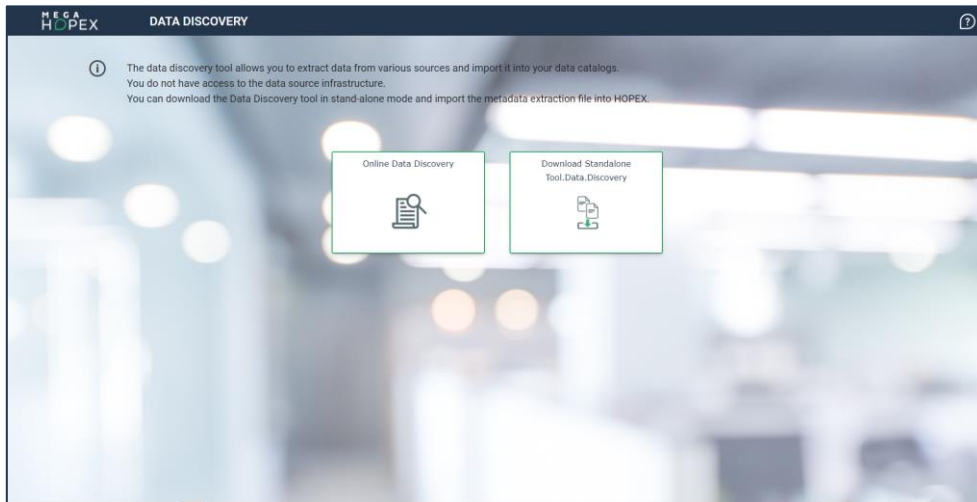 MEGA
HOPEX
DATA DISCOVERY
?
i
The data discovery tool allows you to extract data from various sources and import it into your data catalogs.
You do not have access to the data source infrastructure.
You can download the Data Discovery tool in stand-alone mode and import the metadata extraction file into HOPEX.
Online Data Discovery
Download Standalone
Tool.Data.Discovery